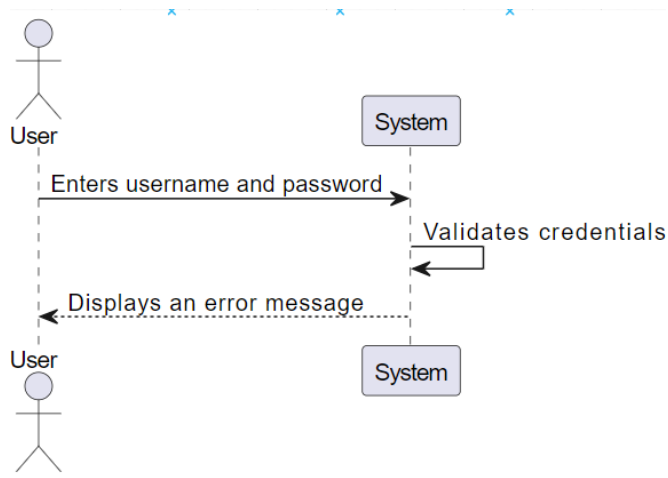 User
System
Enters username and password
Validates credentials
Displays an error message
User
System